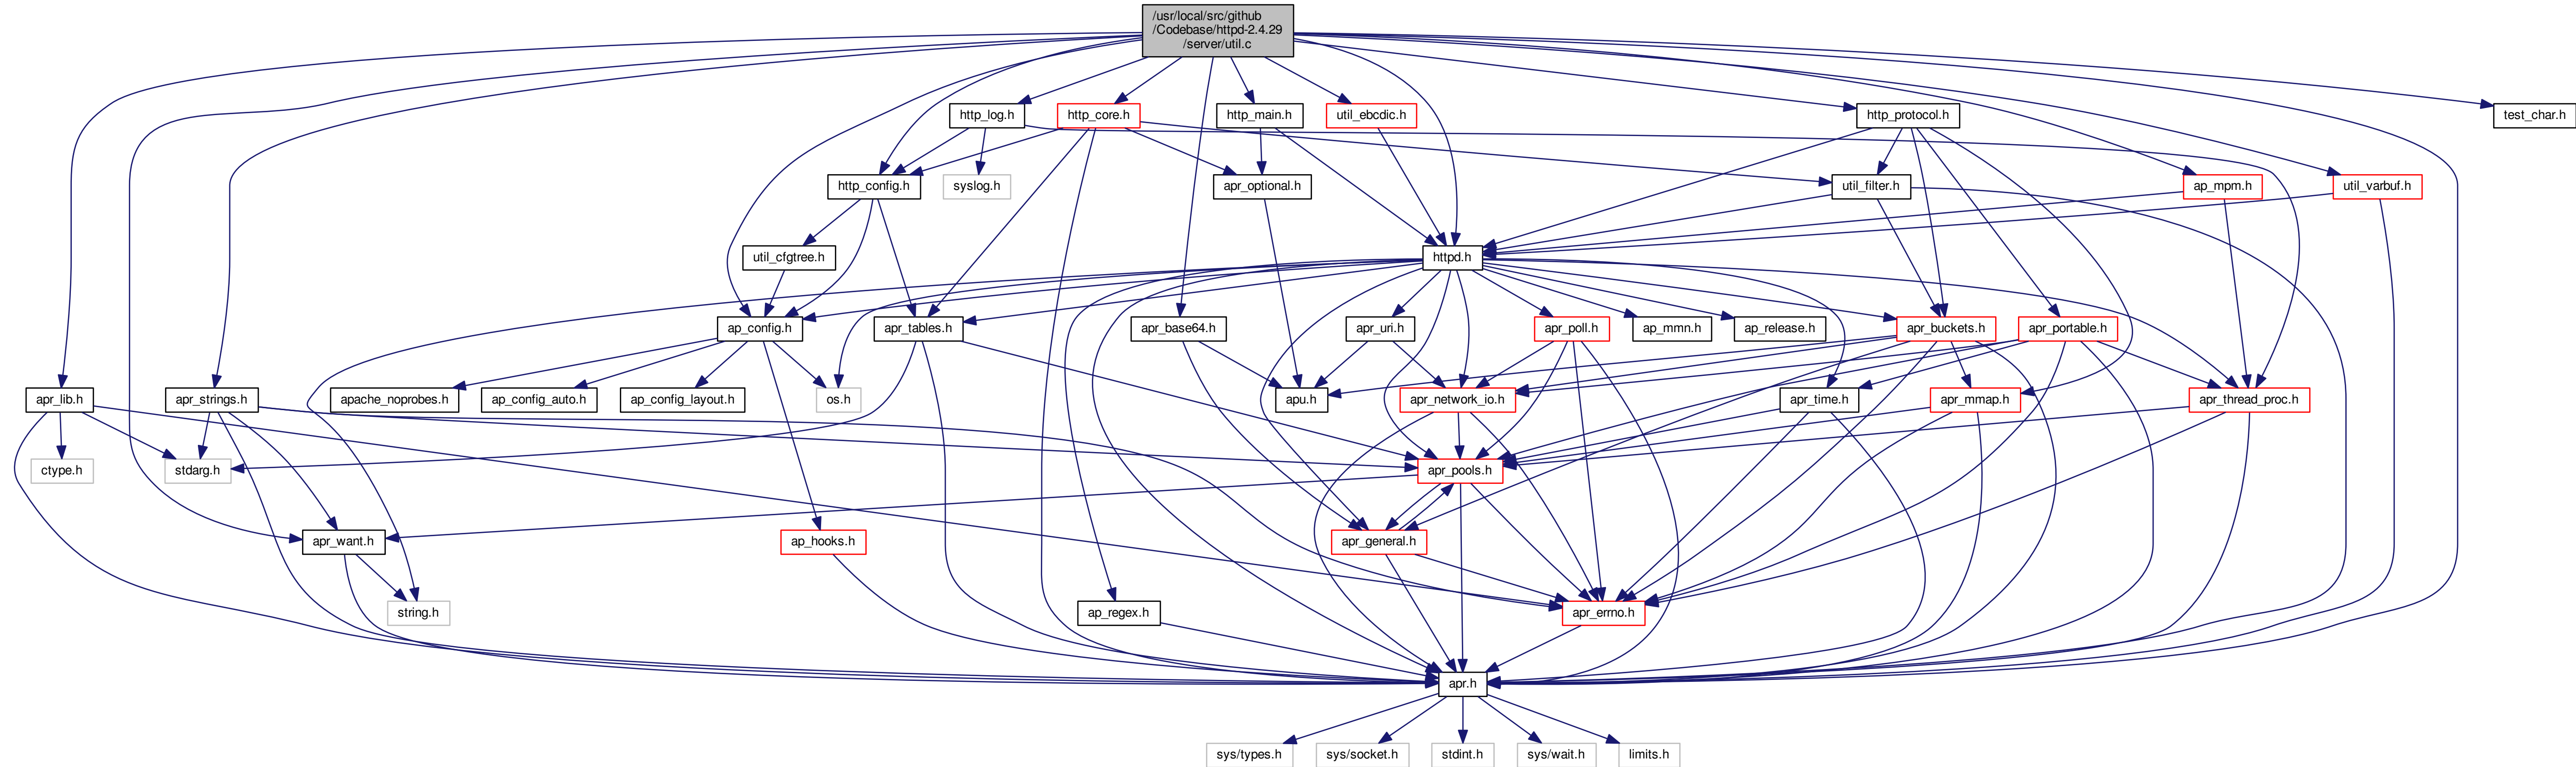 /usr/local/src/github
/Codebase/httpd-2.4.29
/server/util.c
http_log.h
http_core.h
http_main.h
util_ebcdic.h
http_protocol.h
test_char.h
http_config.h
syslog.h
apr_optional.h
util_filter.h
ap_mpm.h
util_varbuf.h
util_cfgtree.h
httpd.h
ap_config.h
apr_tables.h
apr_base64.h
apr_uri.h
apr_poll.h
ap_mmn.h
ap_release.h
apr_buckets.h
apr_portable.h
apr_lib.h
apr_strings.h
apache_noprobes.h
ap_config_auto.h
ap_config_layout.h
os.h
apu.h
apr_network_io.h
apr_time.h
apr_mmap.h
apr_thread_proc.h
ctype.h
stdarg.h
apr_pools.h
apr_want.h
ap_hooks.h
apr_general.h
string.h
ap_regex.h
apr_errno.h
apr.h
sys/types.h
sys/socket.h
stdint.h
sys/wait.h
limits.h